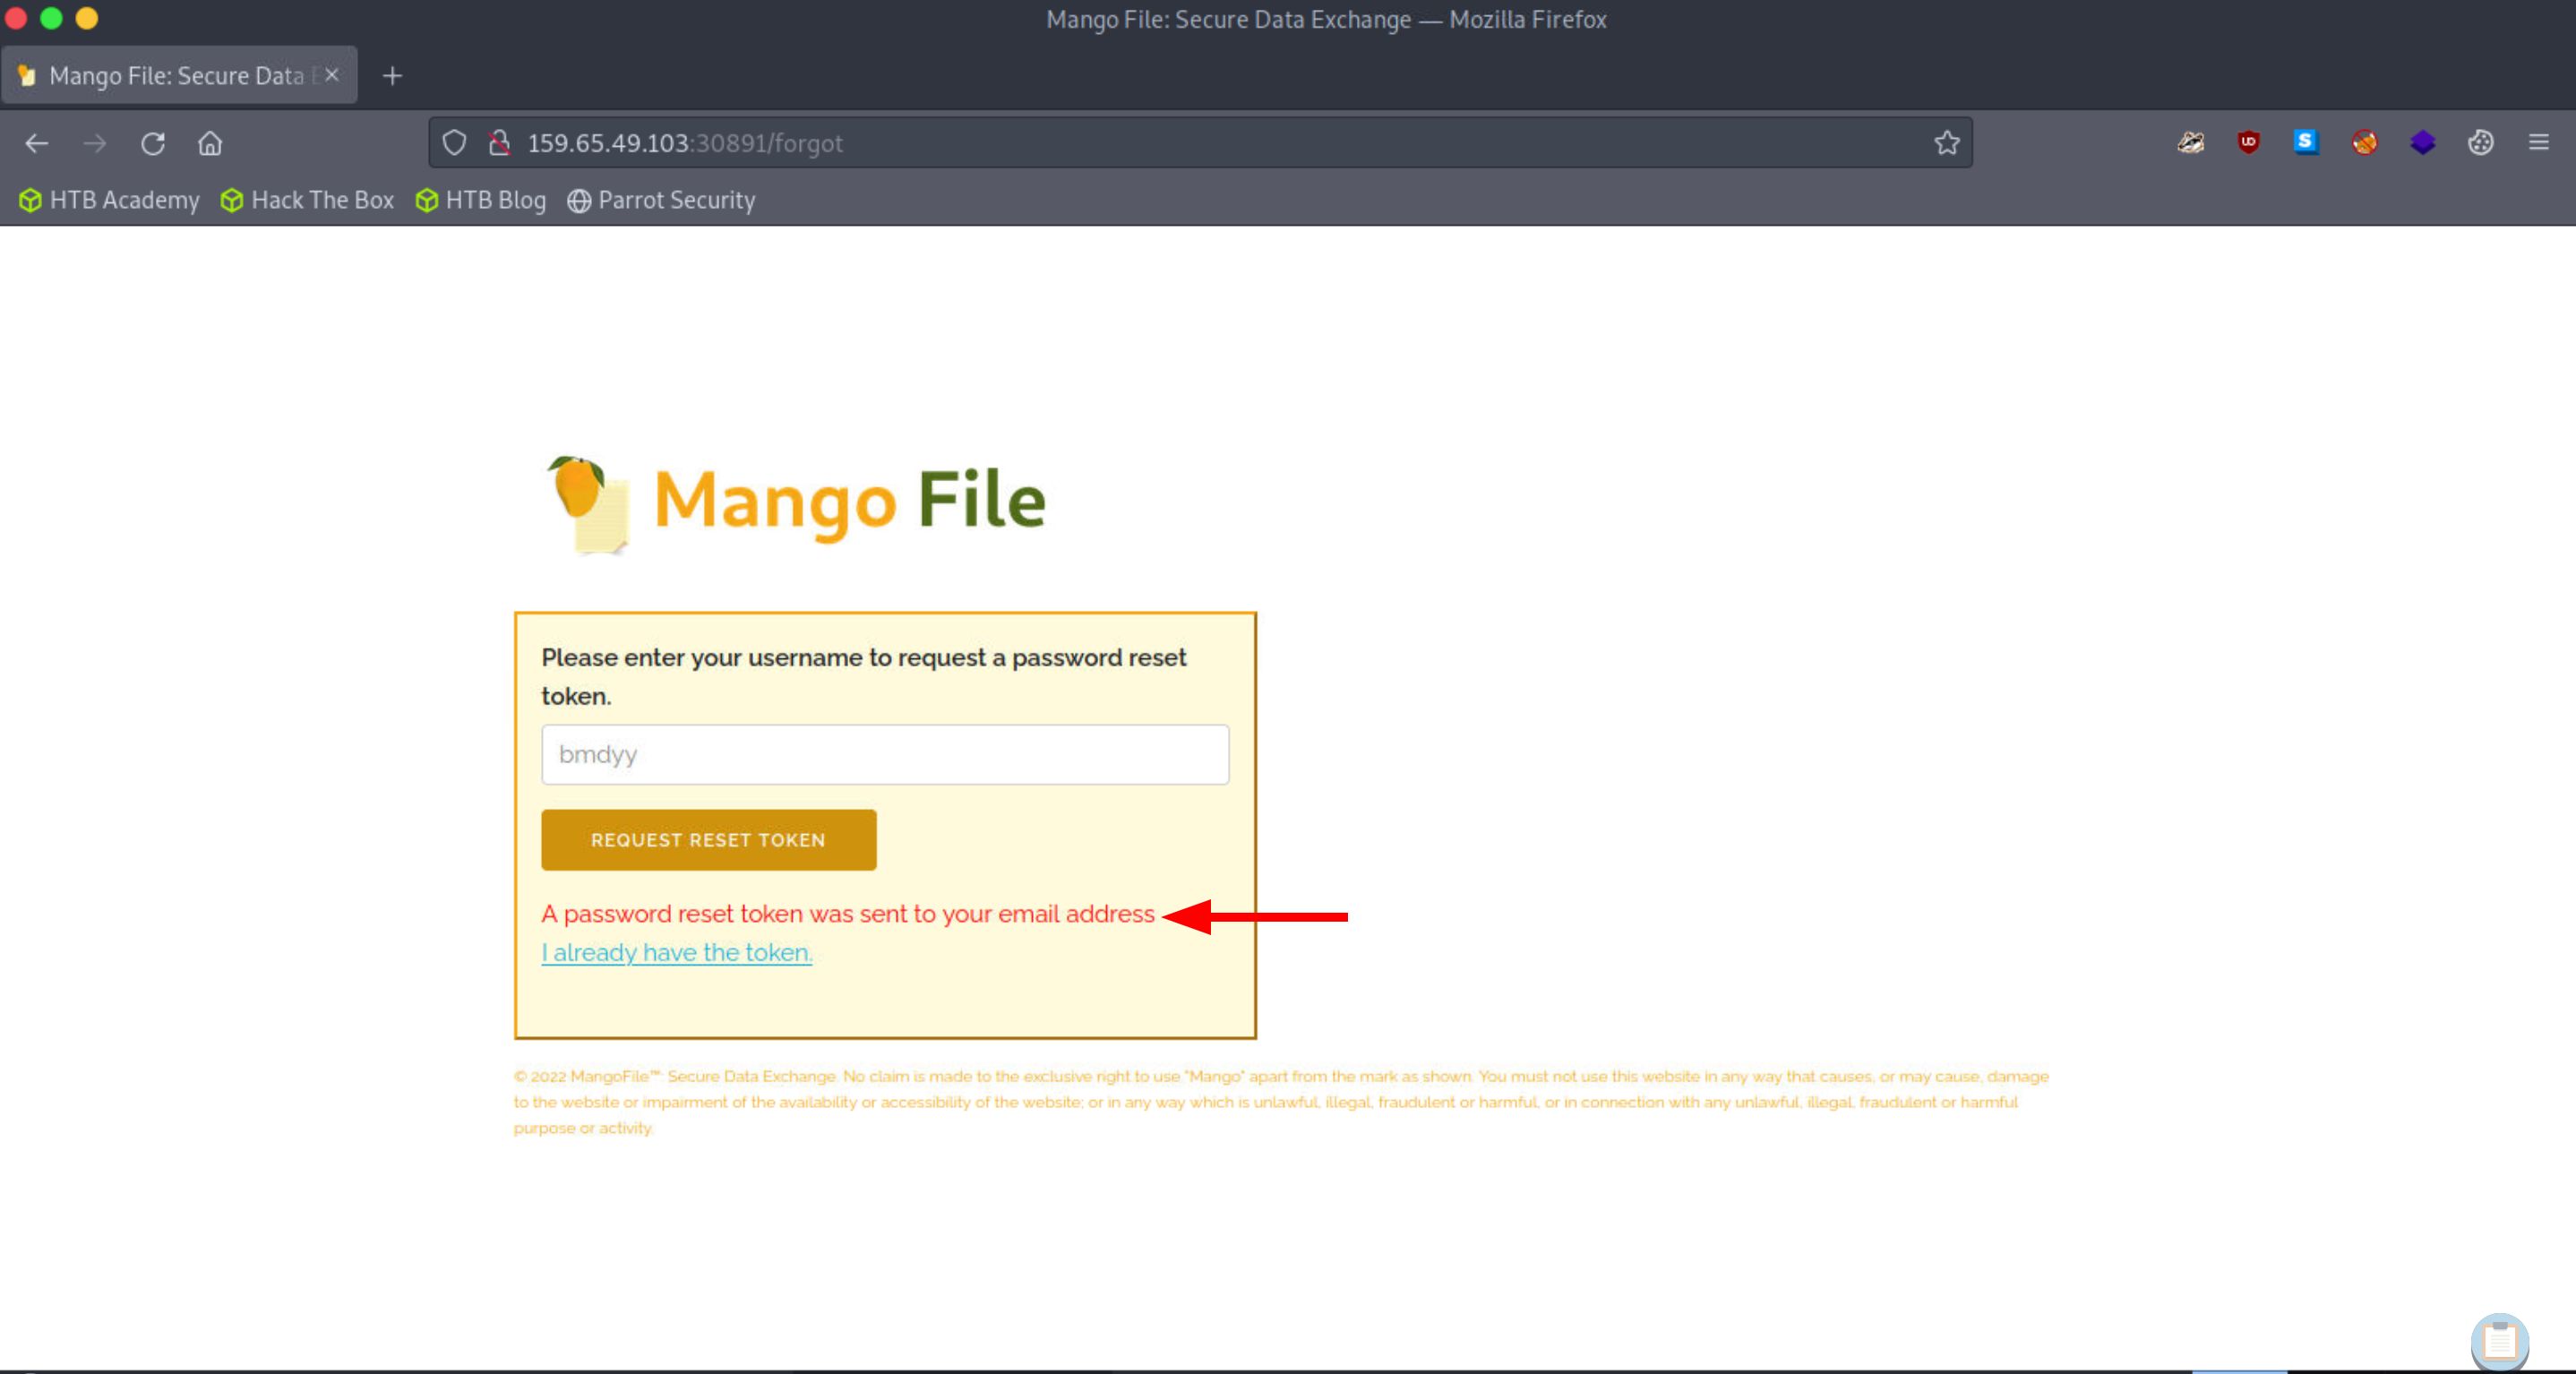 Mango File: Secure Data Exchange — Mozilla Firefox
Mango File: Secure Data
159.65.49.103:30891/forgot
HTB Academy Hack The Box HTB Blog Parrot Security
Mango File
Please enter your username to request a password reset
token.
bmdyy
REQUEST RESET TOKEN
A password reset token was sent to your email address
I already have the token.
© 2022 MangoFile™: Secure Data Exchange. No claim is made to the exclusive right to use "Mango" apart from the mark as shown. You must not use this website in any way that causes, or may cause, damage
to the website or impairment of the availability or accessibility of the website; or in any way which is unlawful, illegal, fraudulent or harmful, or in connection with any unlawful, illegal, fraudulent or harmful
purpose or activity.